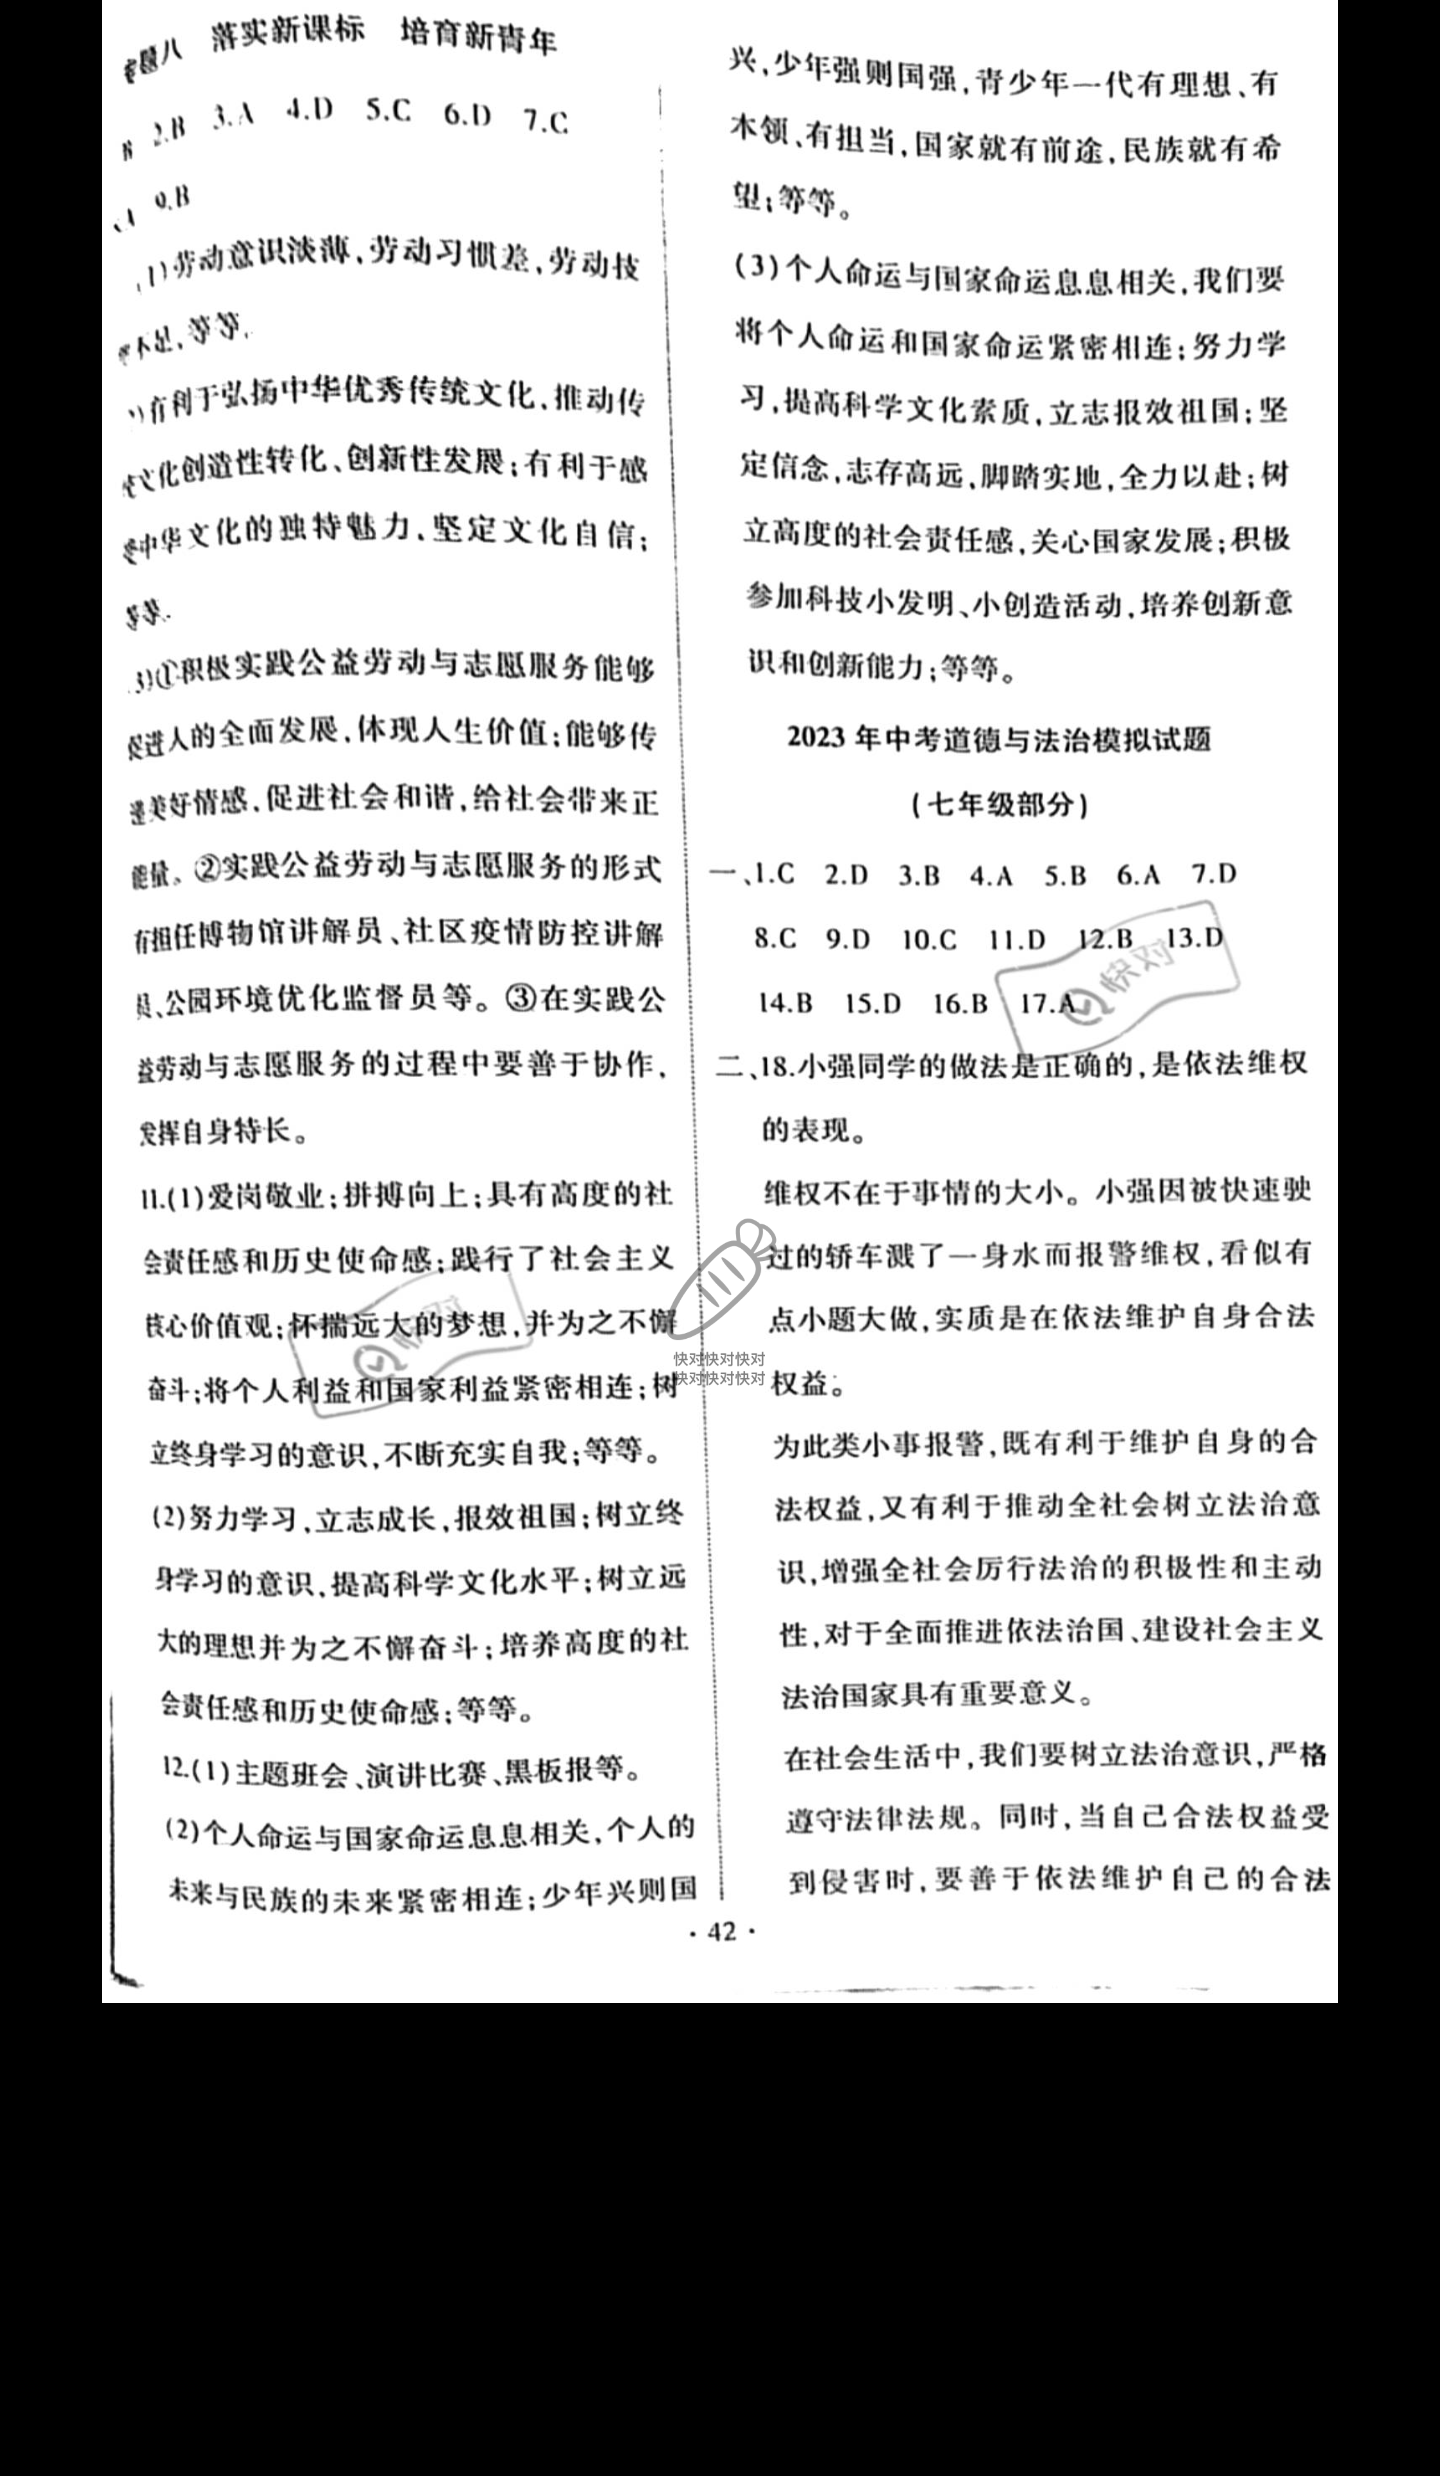 专题八 落实新课标 培育新青年
B 2.B 3.A 4.D 5.C 6.D 7.C
9.B
(1)劳动意识淡薄,劳动习惯差,劳动技
不足,等等.
有利于弘扬中华优秀传统文化、推动传
文化创造性转化、创新性发展;有利于感
受中华文化的独特魅力,坚定文化自信;
等等.
3)①积极实践公益劳动与志愿服务能够
促进人的全面发展,体现人生价值;能够传
递美好情感,促进社会和谐,给社会带来正
能量。②实践公益劳动与志愿服务的形式
有担任博物馆讲解员、社区疫情防控讲解
员、公园环境优化监督员等。③在实践公
益劳动与志愿服务的过程中要善于协作,
发挥自身特长。
11.(1)爱岗敬业;拼搏向上;具有高度的社
会责任感和历史使命感;践行了社会主义
核心价值观;怀揣远大的梦想,并为之不懈
奋斗;将个人利益和国家利益紧密相连;树
立终身学习的意识,不断充实自我;等等。
(2)努力学习,立志成长,报效祖国;树立终
身学习的意识,提高科学文化水平;树立远
大的理想并为之不懈奋斗;培养高度的社
会责任感和历史使命感;等等。
12.(1)主题班会、演讲比赛、黑板报等。
(2)个人命运与国家命运息息相关,个人的
未来与民族的未来紧密相连;少年兴则国
兴,少年强则国强,青少年一代有理想、有
本领、有担当,国家就有前途,民族就有希
望;等等。
(3)个人命运与国家命运息息相关,我们要
将个人命运和国家命运紧密相连;努力学
习,提高科学文化素质,立志报效祖国;坚
定信念,志存高远,脚踏实地,全力以赴;树
立高度的社会责任感,关心国家发展;积极
参加科技小发明、小创造活动,培养创新意
识和创新能力;等等。
2023 年中考道德与法治模拟试题
(七年级部分)
一、1.C 2.D 3.B 4.A 5.B 6.A 7.D
8.C 9.D 10.C 11.D 12.B 13.D
14.B 15.D 16.B 17.A
二、18.小强同学的做法是正确的,是依法维权
的表现。
维权不在于事情的大小。小强因被快速驶
过的轿车溅了一身水而报警维权,看似有
点小题大做,实质是在依法维护自身合法
权益。
为此类小事报警,既有利于维护自身的合
法权益,又有利于推动全社会树立法治意
识,增强全社会厉行法治的积极性和主动
性,对于全面推进依法治国、建设社会主义
法治国家具有重要意义。
在社会生活中,我们要树立法治意识,严格
遵守法律法规。同时,当自己合法权益受
到侵害时,要善于依法维护自己的合法
·42·
快对
快对
快对快对快对
快对快对快对